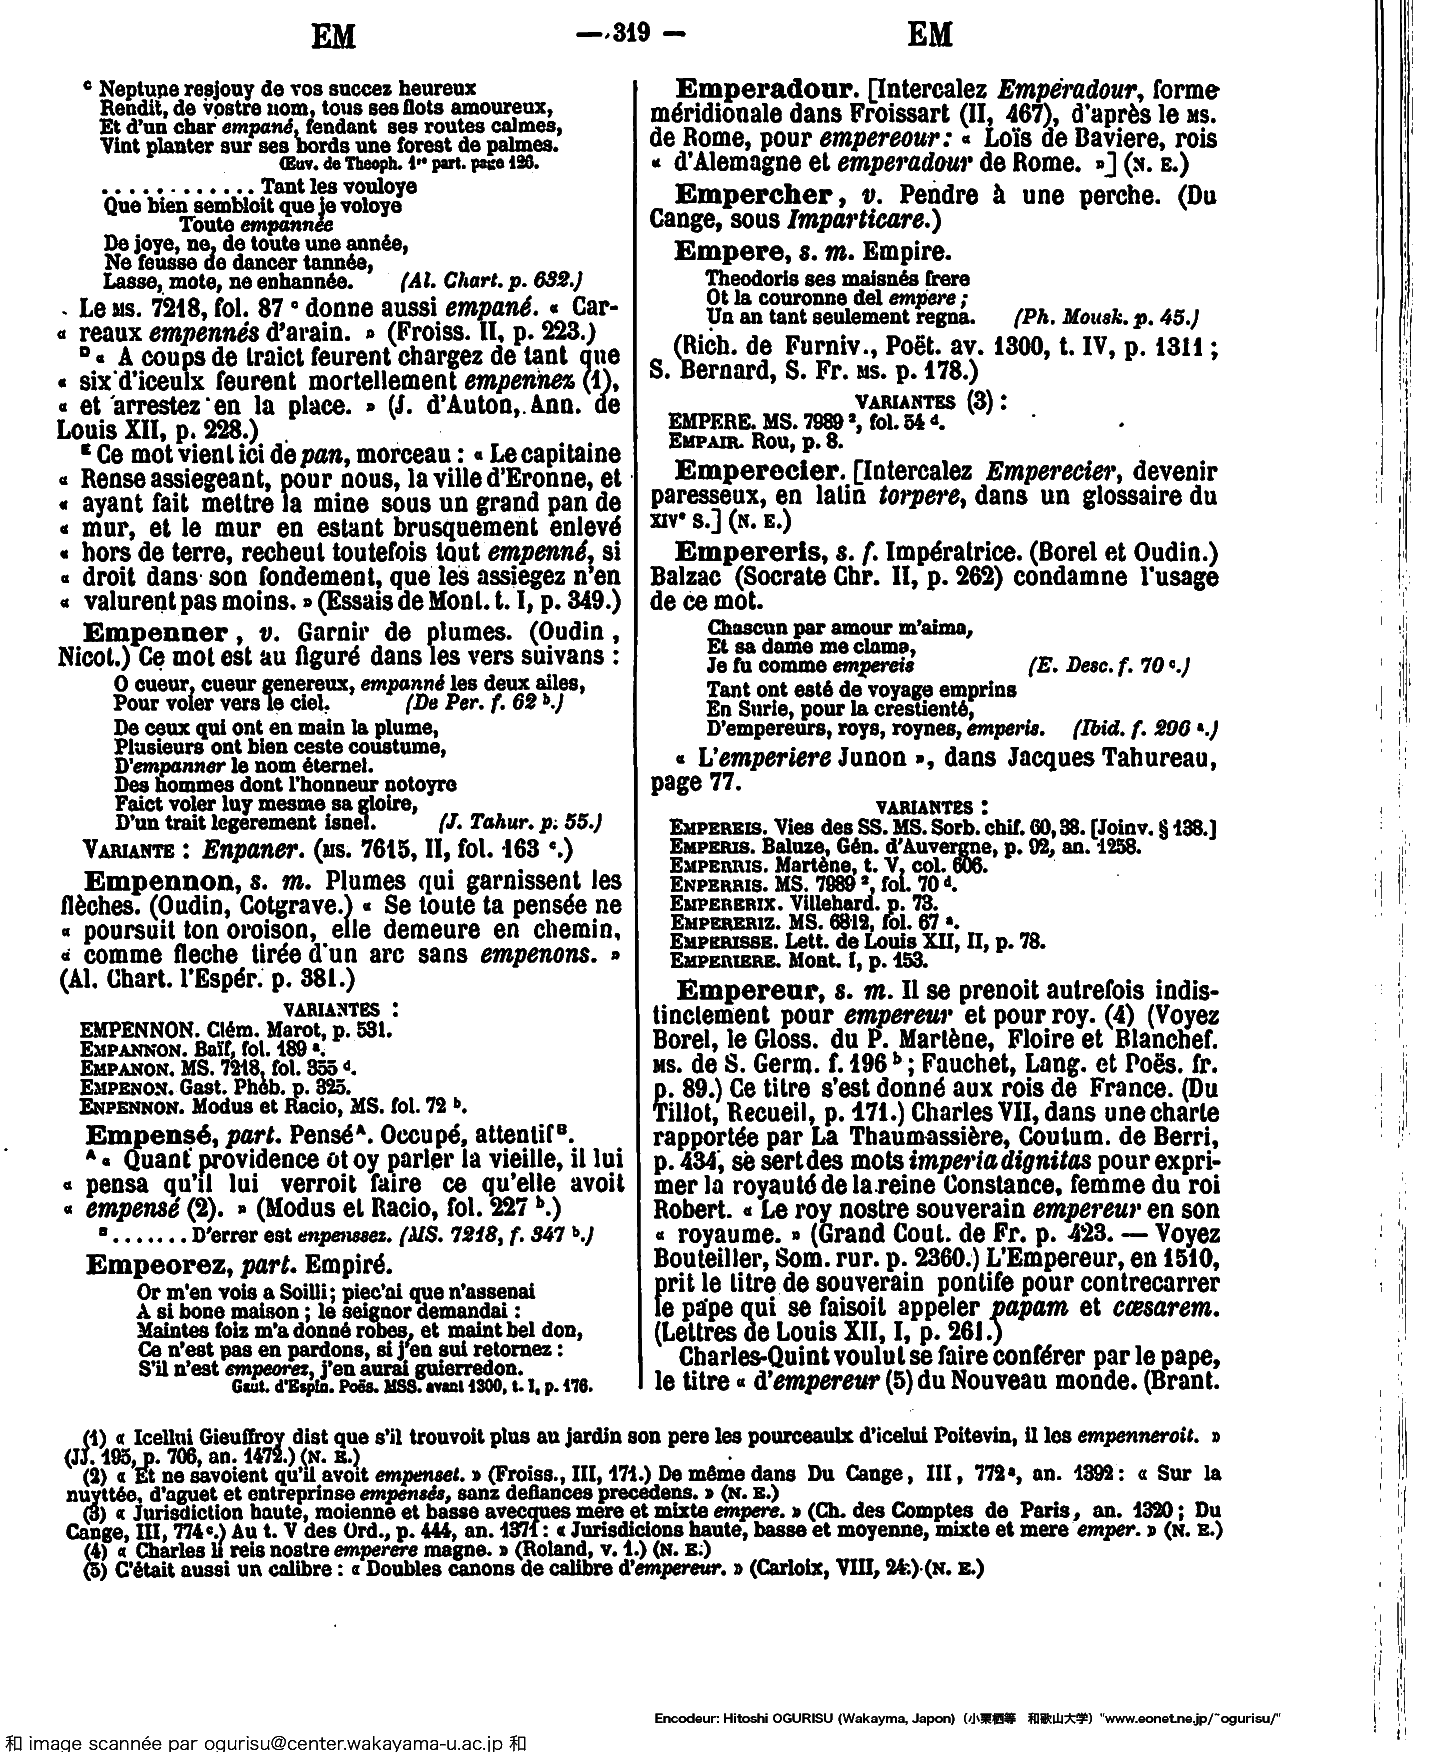 EM — 319 — EM
ᶜ Neptune resjouy de vos succez heureux
Rendit, de vostre nom, tous ses flots amoureux,
Et d'un char empané, fendant ses routes calmes,
Vint planter sur ses bords une forest de palmes.
Œuv. de Theoph. 1ʳᵉ part. page 126.
. . . . . . . . . . . . . Tant les vouloye
Que bien sembloit que je voloye
Toute empannée
De joye, ne, de toute une année,
Ne feusse de dancer tannée,
Lasse, mote, ne enhannée. (Al. Chart. p. 632.)
Le MS. 7218, fol. 87 ᶜ donne aussi empané. « Car-
« reaux empennés d'arain. » (Froiss. II, p. 223.)
ᴰ « A coups de traict feurent chargez de tant que
« six d'iceulx feurent mortellement empennez (1),
« et arrestez en la place. » (J. d'Auton, Ann. de
Louis XII, p. 228.)
ᴱ Ce mot vient ici de pan, morceau : « Le capitaine
« Rense assiegeant, pour nous, la ville d'Eronne, et
« ayant fait mettre la mine sous un grand pan de
« mur, et le mur en estant brusquement enlevé
« hors de terre, recheut toutefois tout empenné, si
« droit dans son fondement, que les assiegez n'en
« valurent pas moins. » (Essais de Mont. t. I, p. 349.)
Empenner, v. Garnir de plumes. (Oudin,
Nicot.) Ce mot est au figuré dans les vers suivans :
O cueur, cueur genereux, empanné les deux ailes,
Pour voler vers le ciel. (De Per. f. 62 ᵇ.)
De ceux qui ont en main la plume,
Plusieurs ont bien ceste coustume,
D'empanner le nom éternel.
Des hommes dont l'honneur notoyre
Faict voler luy mesme sa gloire,
D'un trait legerement isnel. (J. Tahur. p. 55.)
VARIANTE : Enpaner. (MS. 7615, II, fol. 163 ᶜ.)
Empennon, s. m. Plumes qui garnissent les
flèches. (Oudin, Cotgrave.) « Se toute ta pensée ne
« poursuit ton oroison, elle demeure en chemin,
« comme fleche tirée d'un arc sans empenons. »
(Al. Chart. l'Espér. p. 381.)
VARIANTES :
EMPENNON. Clém. Marot, p. 531.
EMPANNON. Baïf, fol. 189 ᵃ.
EMPANON. MS. 7218, fol. 355 ᵈ.
EMPENON. Gast. Phéb. p. 325.
ENPENNON. Modus et Racio, MS. fol. 72 ᵇ.
Empensé, part. Penséᴬ. Occupé, attentifᴮ.
ᴬ « Quant providence ot oy parler la vieille, il lui
« pensa qu'il lui verroit faire ce qu'elle avoit
« empensé (2). » (Modus et Racio, fol. 227 ᵇ.)
ᴮ . . . . . . . D'errer est enpenssez. (MS. 7218, f. 347 ᵇ.)
Empeorez, part. Empiré.
Or m'en vois a Soilli ; piec'ai que n'assenai
A si bone maison ; le seignor demandai :
Maintes foiz m'a donné robes, et maint bel don,
Ce n'est pas en pardons, si j'en sui retornez :
S'il n'est empeorez, j'en aurai guierredon.
Gaut. d'Espin. Poës. MSS. avant 1300, t. I, p. 176.
Emperadour. [Intercalez Empéradour, forme
méridionale dans Froissart (II, 467), d'après le MS.
de Rome, pour empereour : « Loïs de Baviere, rois
« d'Alemagne et emperadour de Rome. »] (N. E.)
Empercher, v. Pendre à une perche. (Du
Cange, sous Imparticare.)
Empere, s. m. Empire.
Theodoris ses maisnés frere
Ot la couronne del empere ;
Un an tant seulement regna. (Ph. Mousk. p. 45.)
(Rich. de Furniv., Poët. av. 1300, t. IV, p. 1311 ;
S. Bernard, S. Fr. MS. p. 178.)
VARIANTES (3) :
EMPERE. MS. 7989 ², fol. 54 ᵈ.
EMPAIR. Rou, p. 8.
Emperecier. [Intercalez Emperecier, devenir
paresseux, en latin torpere, dans un glossaire du
XIVᵉ S.] (N. E.)
Empereris, s. f. Impératrice. (Borel et Oudin.)
Balzac (Socrate Chr. II, p. 262) condamne l'usage
de ce mot.
Chascun par amour m'aima,
Et sa dame me clama,
Je fu comme empereis (E. Desc. f. 70 ᶜ.)
Tant ont esté de voyage emprins
En Surie, pour la crestienté,
D'empereurs, roys, roynes, emperis. (Ibid. f. 206 ᵃ.)
« L'emperiere Junon », dans Jacques Tahureau,
page 77.
VARIANTES :
EMPEREIS. Vies des SS. MS. Sorb. chif. 60, 38. [Joinv. § 138.]
EMPERIS. Baluze, Gén. d'Auvergne, p. 92, an. 1258.
EMPERRIS. Martène, t. V, col. 606.
ENPERRIS. MS. 7989 ², fol. 70 ᵈ.
EMPERERIX. Villehard. p. 73.
EMPERERIZ. MS. 6812, fol. 67 ᵃ.
EMPERISSE. Lett. de Louis XII, II, p. 78.
EMPERIERE. Mont. I, p. 153.
Empereur, s. m. Il se prenoit autrefois indis-
tinctement pour empereur et pour roy. (4) (Voyez
Borel, le Gloss. du P. Martène, Floire et Blanchef.
MS. de S. Germ. f. 196 ᵇ ; Fauchet, Lang. et Poës. fr.
p. 89.) Ce titre s'est donné aux rois de France. (Du
Tillot, Recueil, p. 171.) Charles VII, dans une charte
rapportée par La Thaumassière, Coutum. de Berri,
p. 434, se sert des mots imperia dignitas pour expri-
mer la royauté de la reine Constance, femme du roi
Robert. « Le roy nostre souverain empereur en son
« royaume. » (Grand Cout. de Fr. p. 423. — Voyez
Bouteiller, Som. rur. p. 2360.) L'Empereur, en 1510,
prit le titre de souverain pontife pour contrecarrer
le pape qui se faisoit appeler papam et cæsarem.
(Lettres de Louis XII, I, p. 261.)
Charles-Quint voulut se faire conférer par le pape,
le titre « d'empereur (5) du Nouveau monde. (Brant.
(1) « Icellui Gieuffroy dist que s'il trouvoit plus au jardin son pere les pourceaulx d'icelui Poitevin, il les empenneroit. »
(JJ. 195, p. 706, an. 1472.) (N. E.)
(2) « Et ne savoient qu'il avoit empenset. » (Froiss., III, 171.) De même dans Du Cange, III, 772ᵃ, an. 1392 : « Sur la
nuyttée, d'aguet et entreprinse empensés, sanz defiances precedens. » (N. E.)
(3) « Jurisdiction haute, moienne et basse avecques mere et mixte empere. » (Ch. des Comptes de Paris, an. 1320 ; Du
Cange, III, 774ᶜ.) Au t. V des Ord., p. 444, an. 1371 : « Jurisdicions haute, basse et moyenne, mixte et mere emper. » (N. E.)
(4) « Charles li reis nostre emperere magne. » (Roland, v. 1.) (N. E.)
(5) C'était aussi un calibre : « Doubles canons de calibre d'empereur. » (Carloix, VIII, 24.) (N. E.)
Encodeur: Hitoshi OGURISU (Wakayma, Japon) (小栗栖等 和歌山大学) "www.eonet.ne.jp/~ogurisu/"
和 image scannée par ogurisu@center.wakayama-u.ac.jp 和